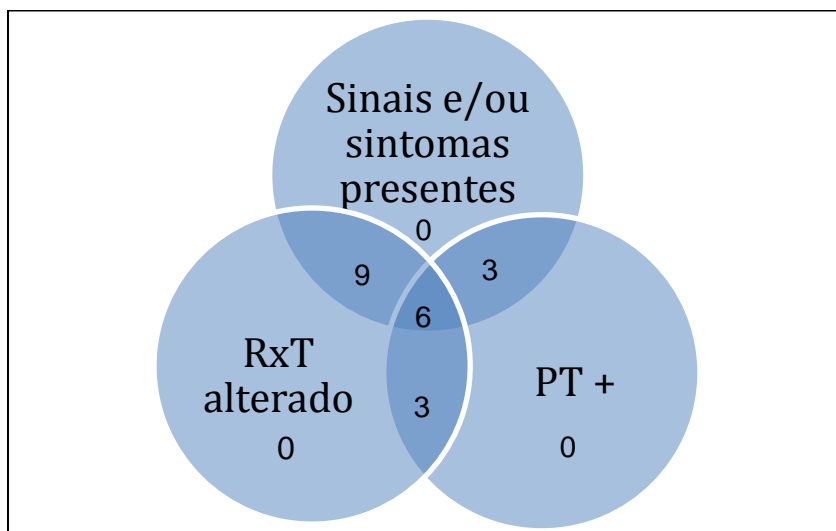 Sinais e/ou
sintomas
presentes
0
9
3
6
RxT
alterado
0
3
PT +
0